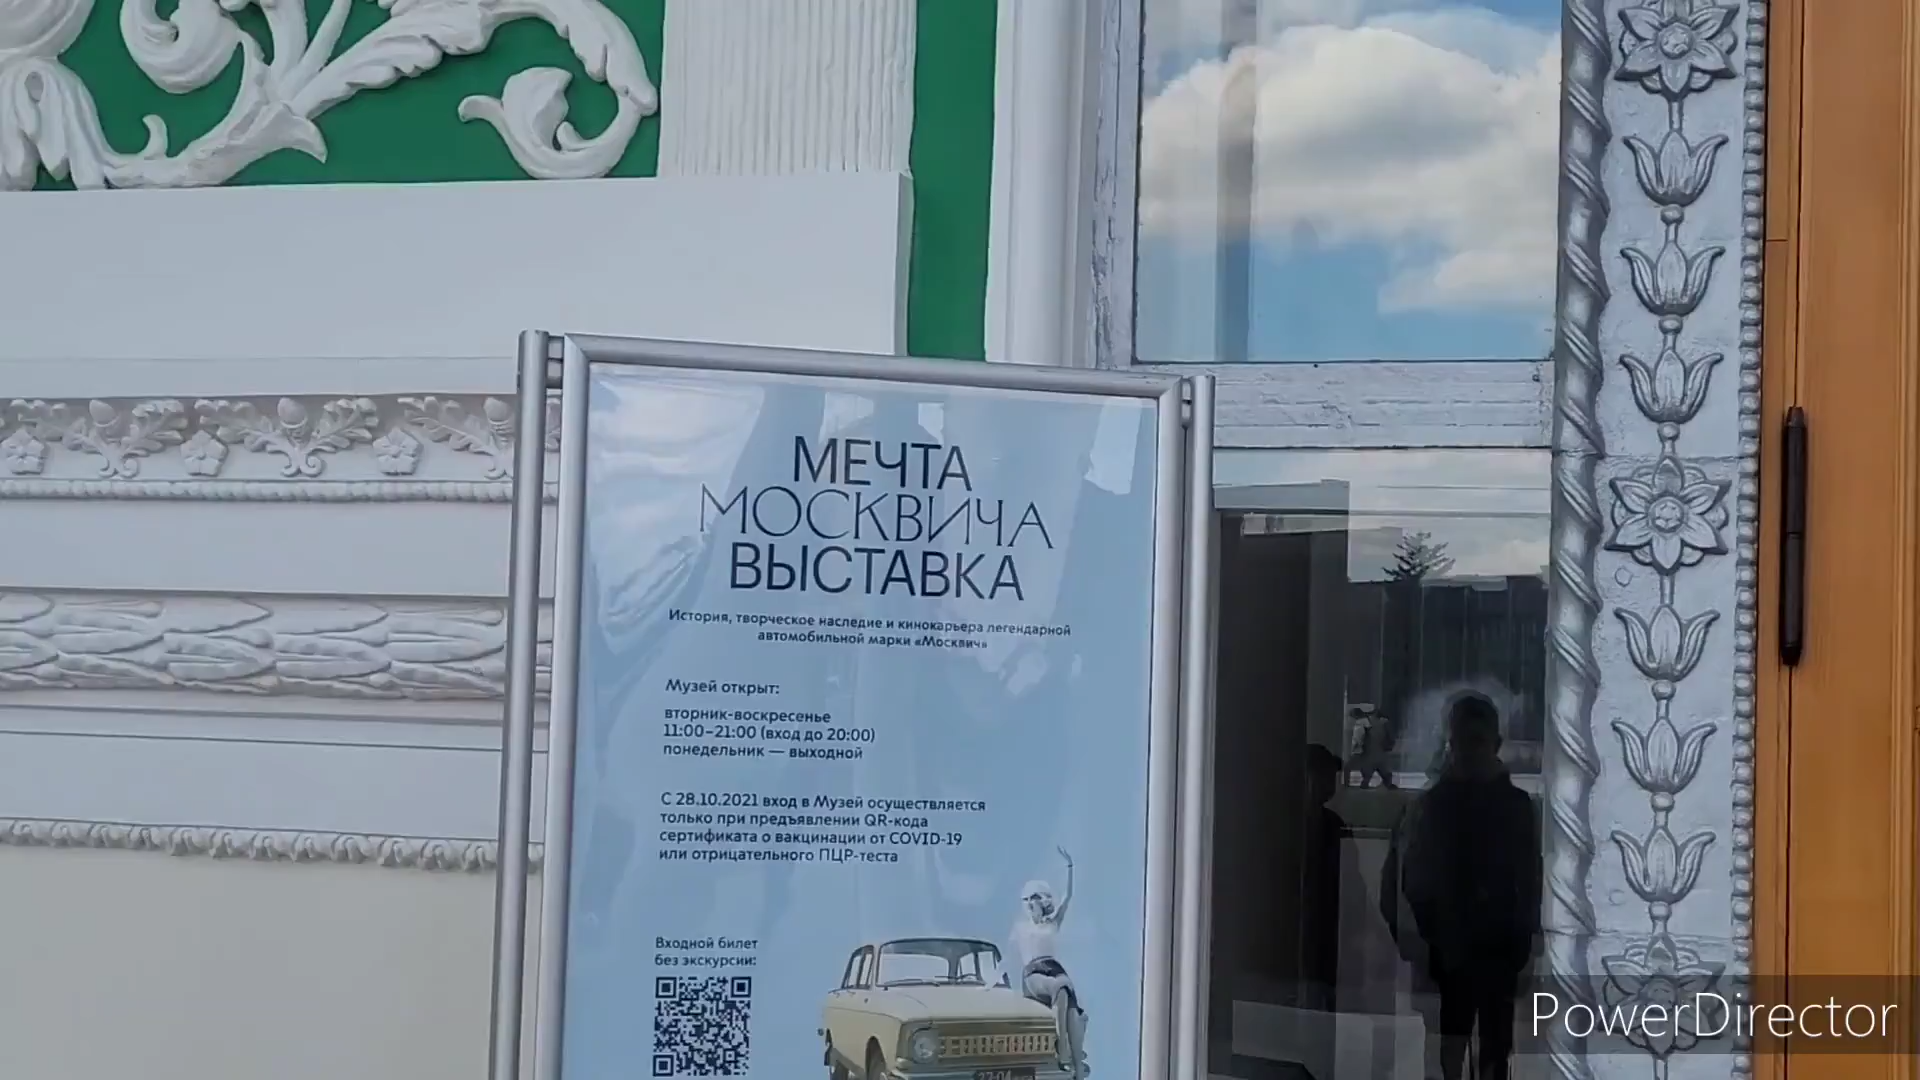 МЕЧТА
МОСКВИЧА
ВЫСТАВКА
История, творческое наследие и кинокарьера легендарной
автомобильной марки «Москвич»
Музей открыт:
вторник-воскресенье
11:00–21:00 (вход до 20:00)
понедельник — выходной
С 28.10.2021 вход в Музей осуществляется
только при предъявлении QR-кода
сертификата о вакцинации от COVID-19
или отрицательного ПЦР-теста
Входной билет
без экскурсии:
PowerDirector